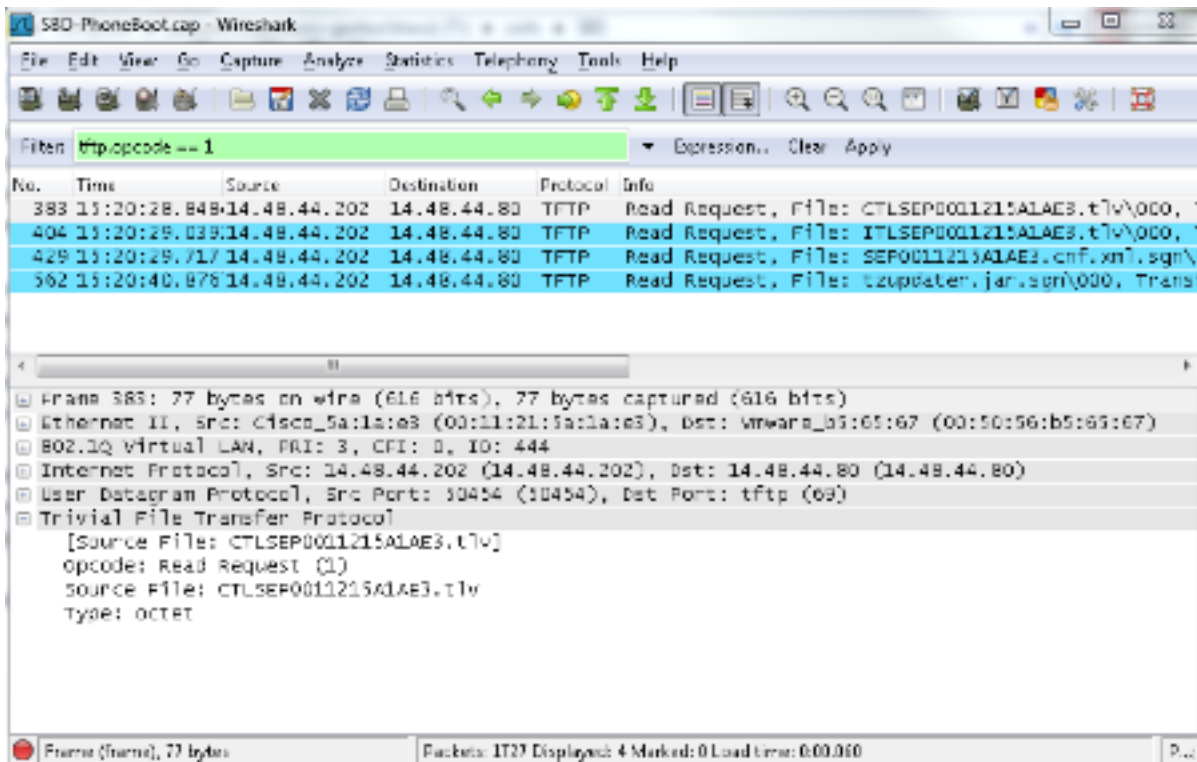 SBD-PhoneBoot.cap - Wireshark
File Edit View Go Capture Analyze Statistics Telephony Tools Help
Filter: tftp.opcode == 1 Expression... Clear Apply
No. Time Source Destination Protocol Info
383 15:20:28.848 14.48.44.202 14.48.44.80 TFTP Read Request, File: CTLSEP0011215A1AE3.tlv\000,
404 15:20:29.039 14.48.44.202 14.48.44.80 TFTP Read Request, File: ITLSEP0011215A1AE3.tlv\000,
429 15:20:29.717 14.48.44.202 14.48.44.80 TFTP Read Request, File: SEP0011215A1AE3.cnf.xml.sgn\
562 15:20:40.876 14.48.44.202 14.48.44.80 TFTP Read Request, File: tzupdater.jar.sgn\000, Trans
Frame 383: 77 bytes on wire (616 bits), 77 bytes captured (616 bits)
Ethernet II, Src: Cisco_5a:1a:e3 (00:11:21:5a:1a:e3), Dst: Vmware_b5:65:67 (00:50:56:b5:65:67)
802.1Q Virtual LAN, PRI: 3, CFI: 0, ID: 444
Internet Protocol, Src: 14.48.44.202 (14.48.44.202), Dst: 14.48.44.80 (14.48.44.80)
User Datagram Protocol, Src Port: 50454 (50454), Dst Port: tftp (69)
Trivial File Transfer Protocol
[Source File: CTLSEP0011215A1AE3.tlv]
Opcode: Read Request (1)
Source File: CTLSEP0011215A1AE3.tlv
Type: octet
Frame (frame), 77 bytes Packets: 1727 Displayed: 4 Marked: 0 Load time: 0:00.060 P...